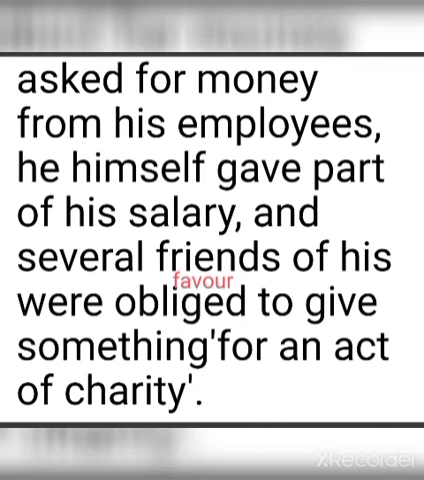 asked for money
from his employees,
he himself gave part
of his salary, and
several friends of his
favour
were obliged to give
something'for an act
of charity'.
XRecorder